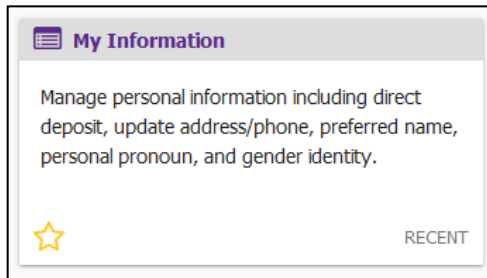 My Information
Manage personal information including direct
deposit, update address/phone, preferred name,
personal pronoun, and gender identity.
RECENT